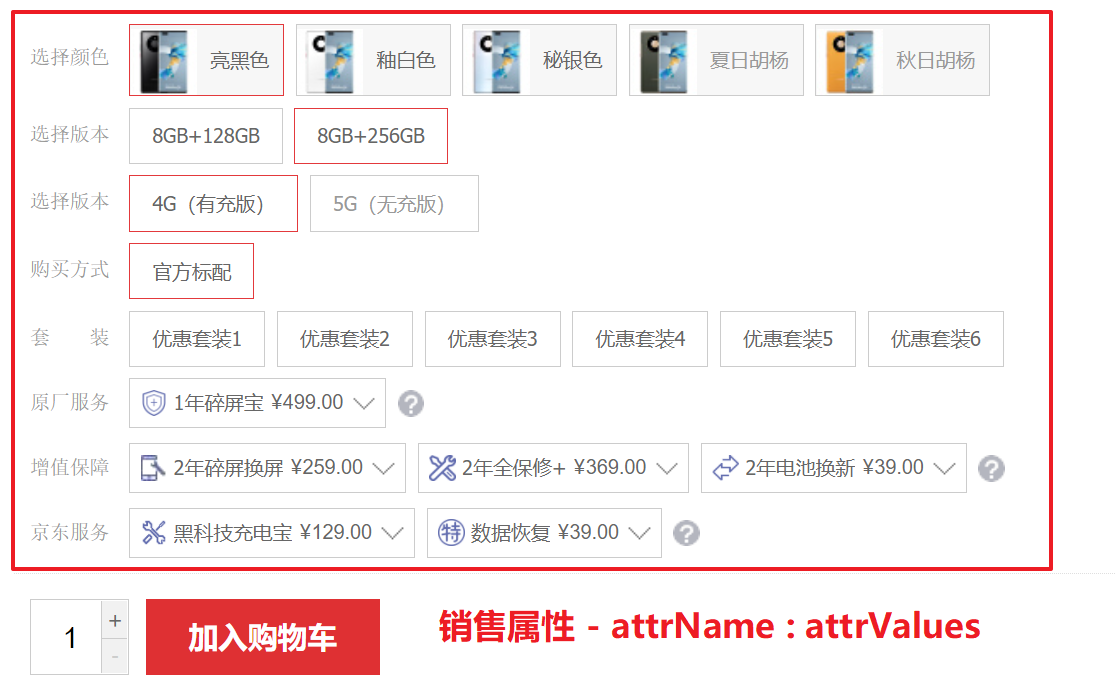 选择颜色 亮黑色 釉白色 秘银色 夏日胡杨 秋日胡杨
选择版本 8GB+128GB 8GB+256GB
选择版本 4G（有充版） 5G（无充版）
购买方式 官方标配
套 装 优惠套装1 优惠套装2 优惠套装3 优惠套装4 优惠套装5 优惠套装6
原厂服务 1年碎屏宝 ¥499.00 ?
增值保障 2年碎屏换屏 ¥259.00 2年全保修+ ¥369.00 2年电池换新 ¥39.00 ?
京东服务 黑科技充电宝 ¥129.00 特 数据恢复 ¥39.00 ?
1 + - 加入购物车 销售属性 - attrName : attrValues